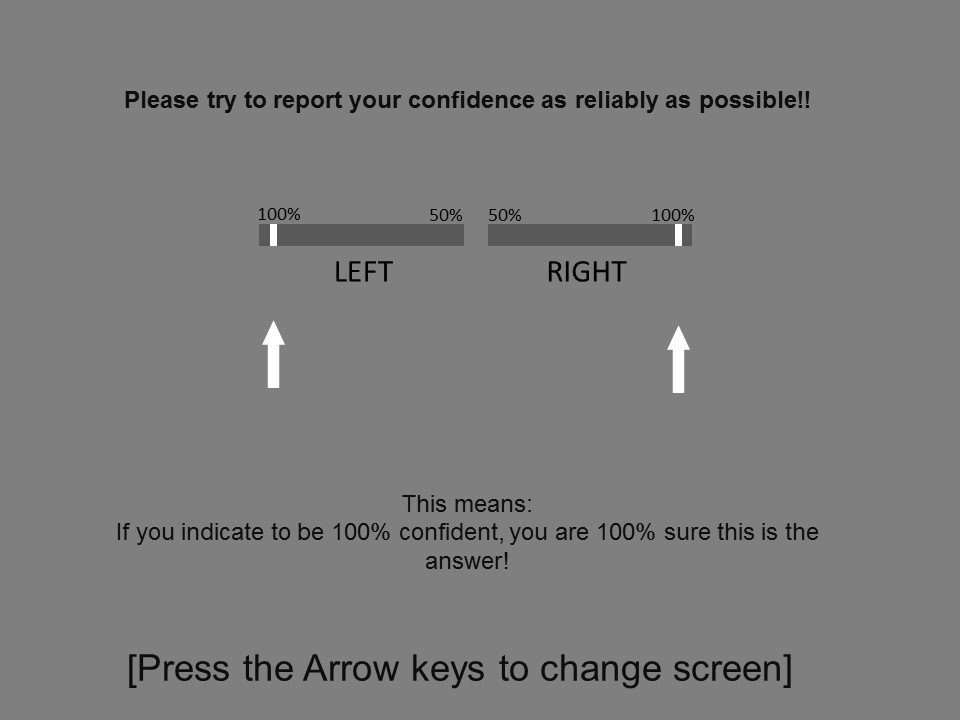 Please try to report your confidence as reliably as possible!!
100% 50% 50% 100%
LEFT RIGHT
This means:
If you indicate to be 100% confident, you are 100% sure this is the
answer!
[Press the Arrow keys to change screen]